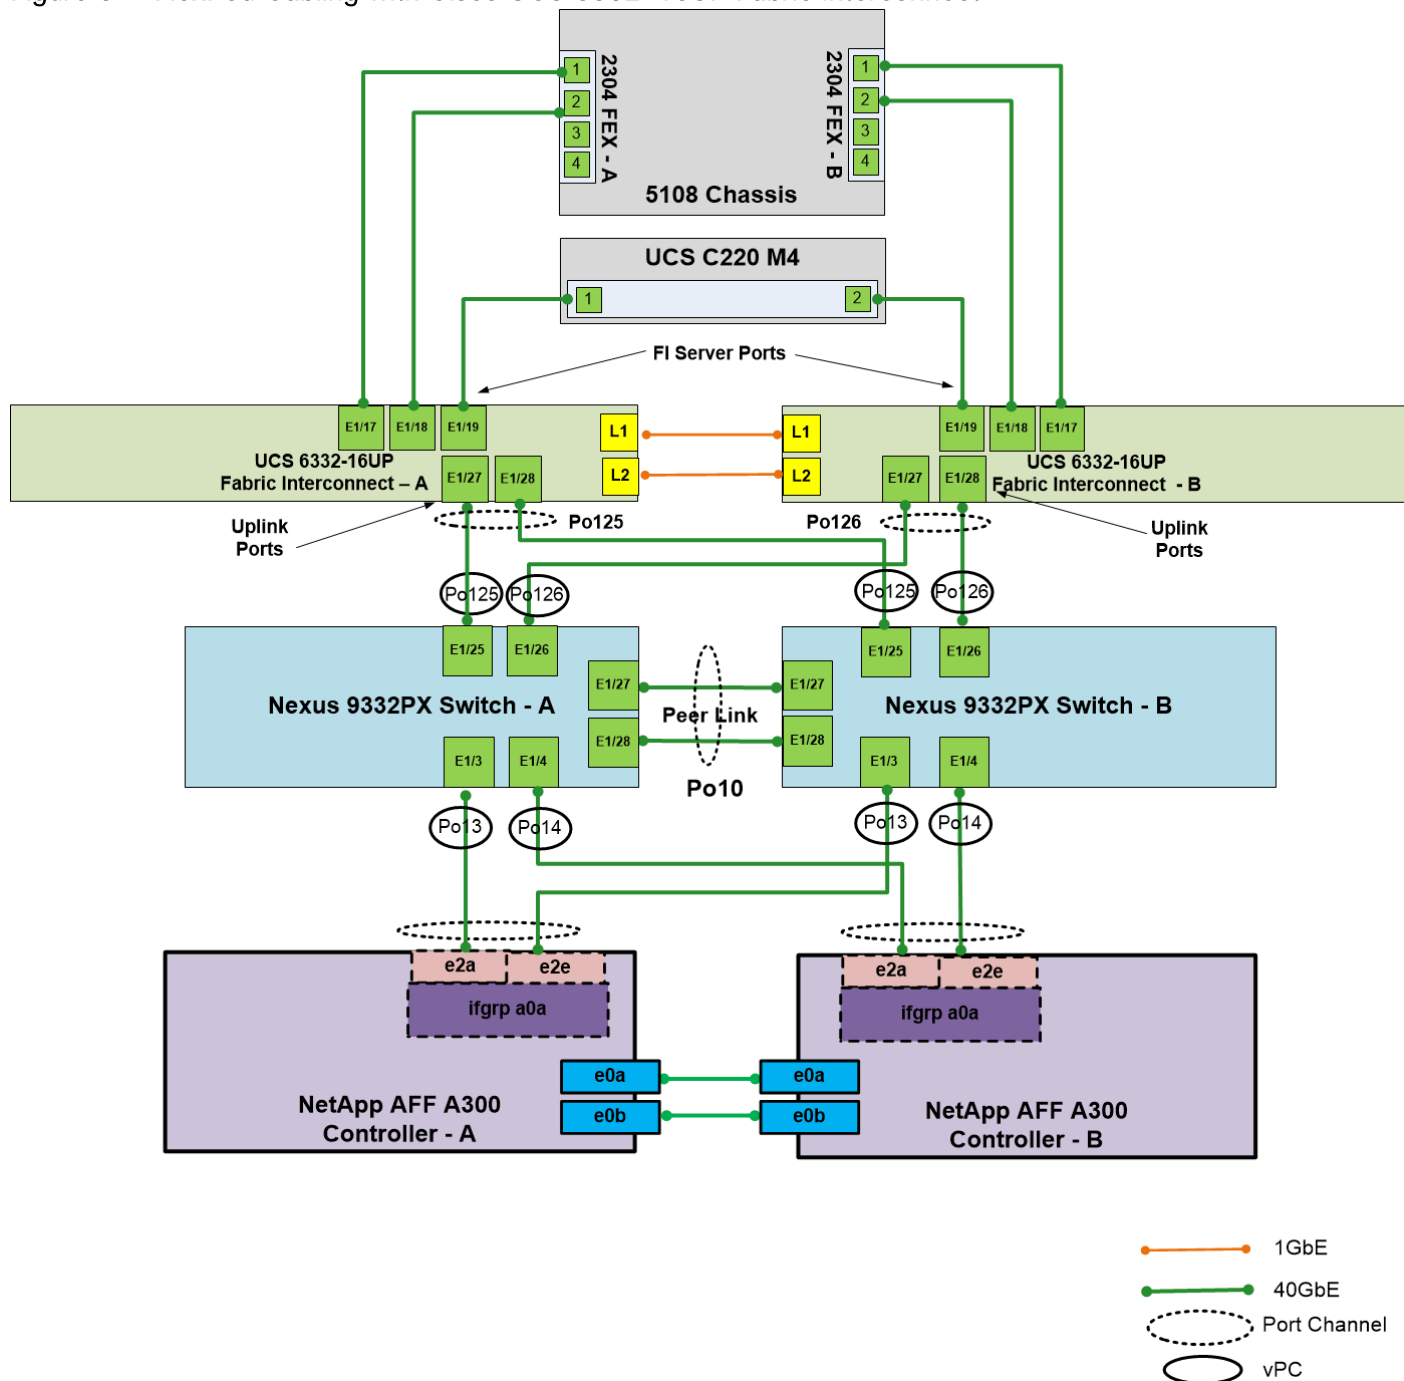 1
2
3
4
2304 FEX - A
2304 FEX - B
1
2
3
4
5108 Chassis
UCS C220 M4
1
2
FI Server Ports
E1/17
E1/18
E1/19
L1
L1
E1/19
E1/18
E1/17
UCS 6332-16UP
Fabric Interconnect – A
E1/27
E1/28
L2
L2
E1/27
E1/28
UCS 6332-16UP
Fabric Interconnect - B
Uplink
Ports
Po125
Po126
Uplink
Ports
Po125
Po126
Po125
Po126
E1/25
E1/26
E1/25
E1/26
E1/27
E1/27
Nexus 9332PX Switch - A
Peer Link
Nexus 9332PX Switch - B
E1/28
E1/28
E1/3
E1/4
E1/3
E1/4
Po10
Po13
Po14
Po13
Po14
e2a
e2e
e2a
e2e
ifgrp a0a
ifgrp a0a
e0a
e0a
e0b
e0b
NetApp AFF A300
Controller - A
NetApp AFF A300
Controller - B
1GbE
40GbE
Port Channel
vPC